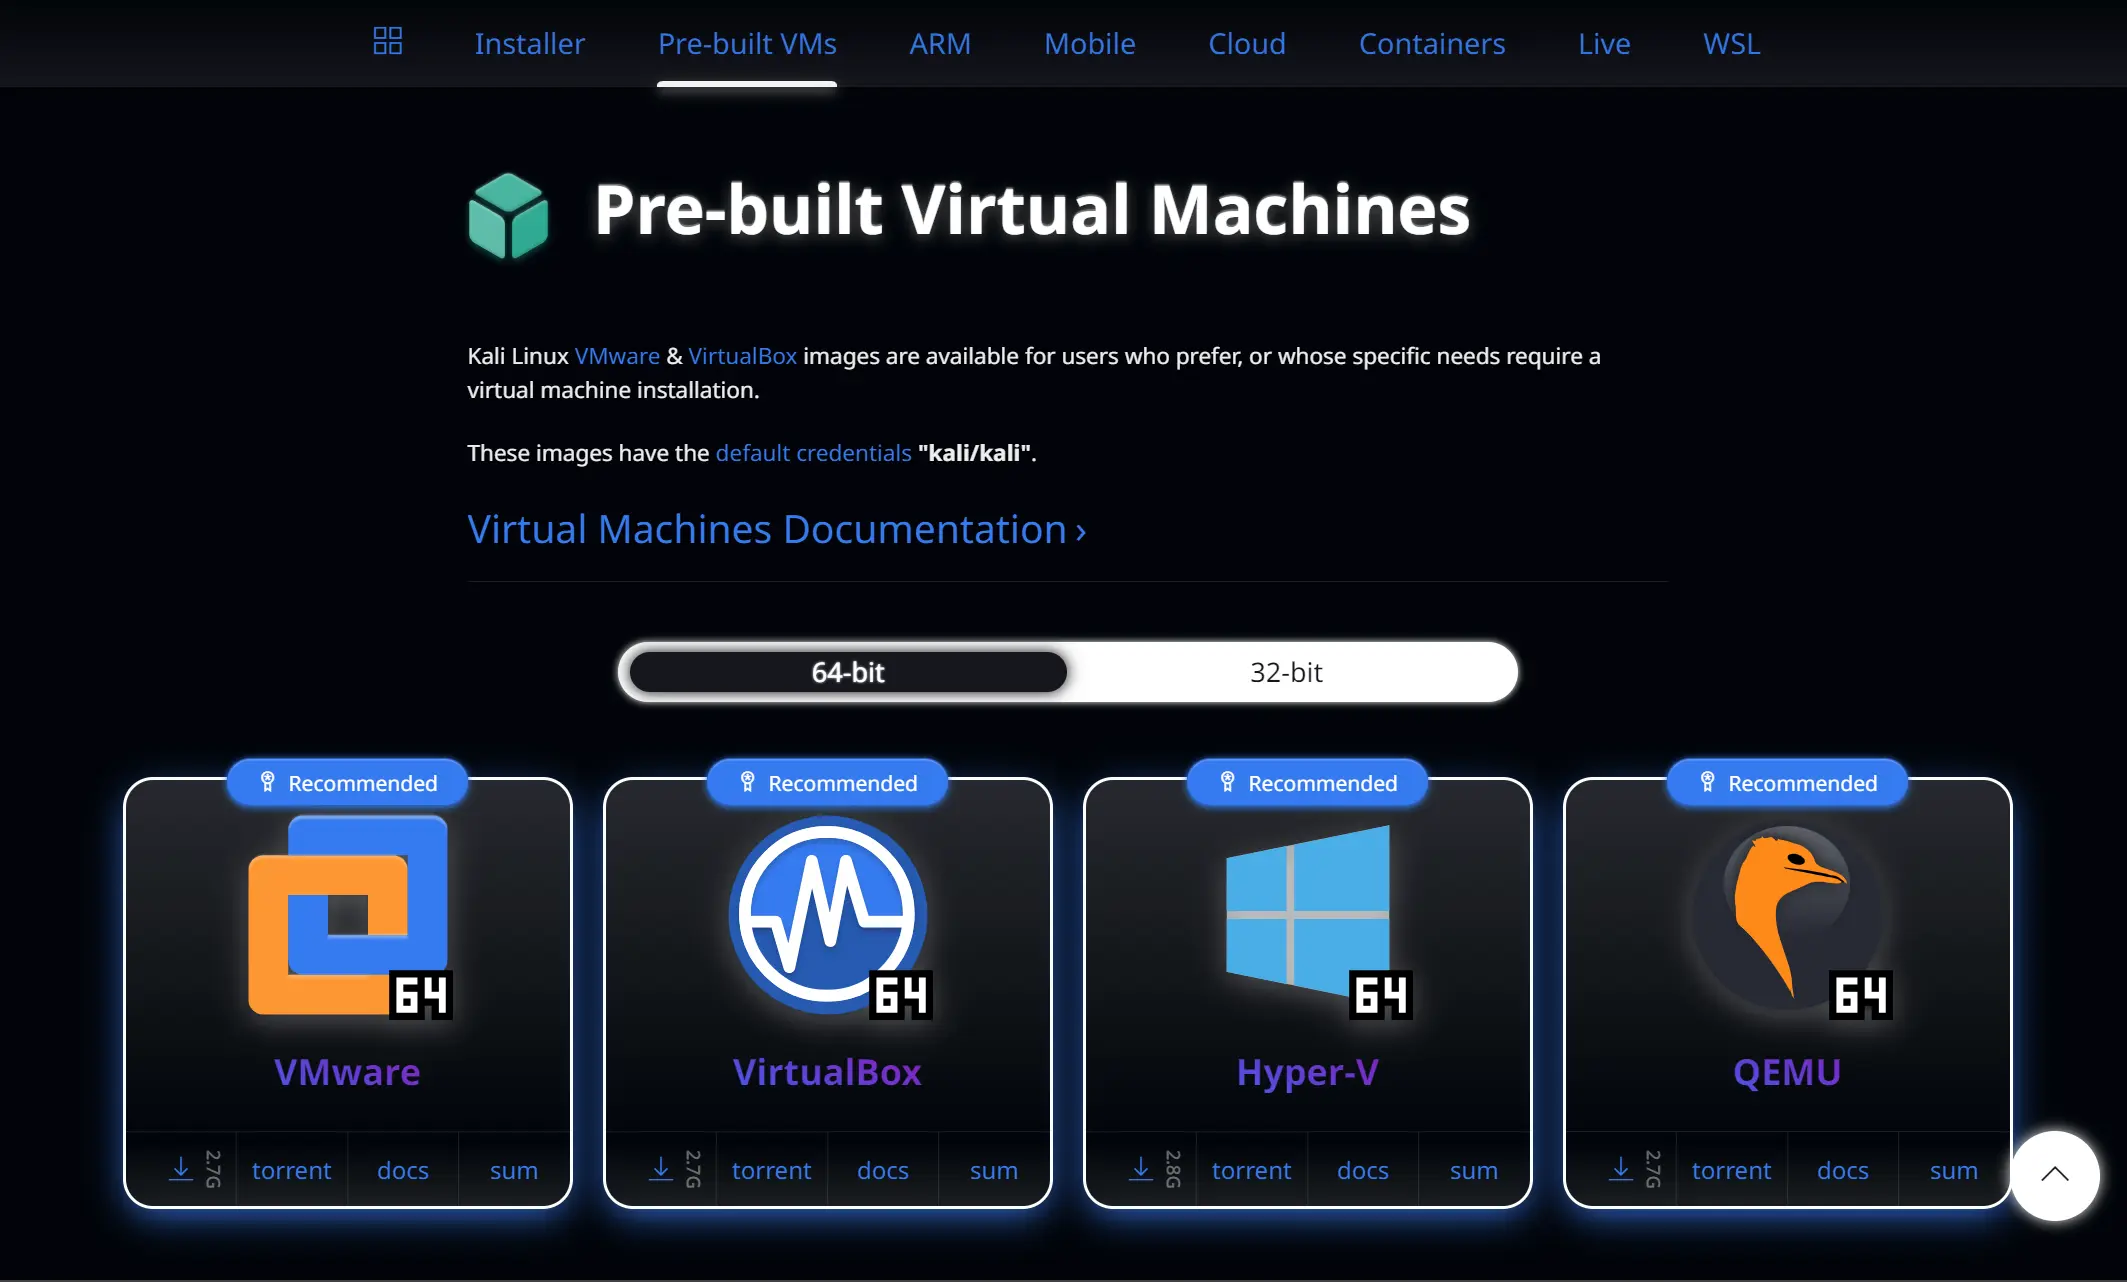 Installer Pre-built VMs ARM Mobile Cloud Containers Live WSL
Pre-built Virtual Machines
Kali Linux VMware & VirtualBox images are available for users who prefer, or whose specific needs require a
virtual machine installation.
These images have the default credentials "kali/kali".
Virtual Machines Documentation ›
64-bit 32-bit
Recommended Recommended Recommended Recommended
64 64 64 64
VMware VirtualBox Hyper-V QEMU
2.7G torrent docs sum 2.7G torrent docs sum 2.8G torrent docs sum 2.7G torrent docs sum